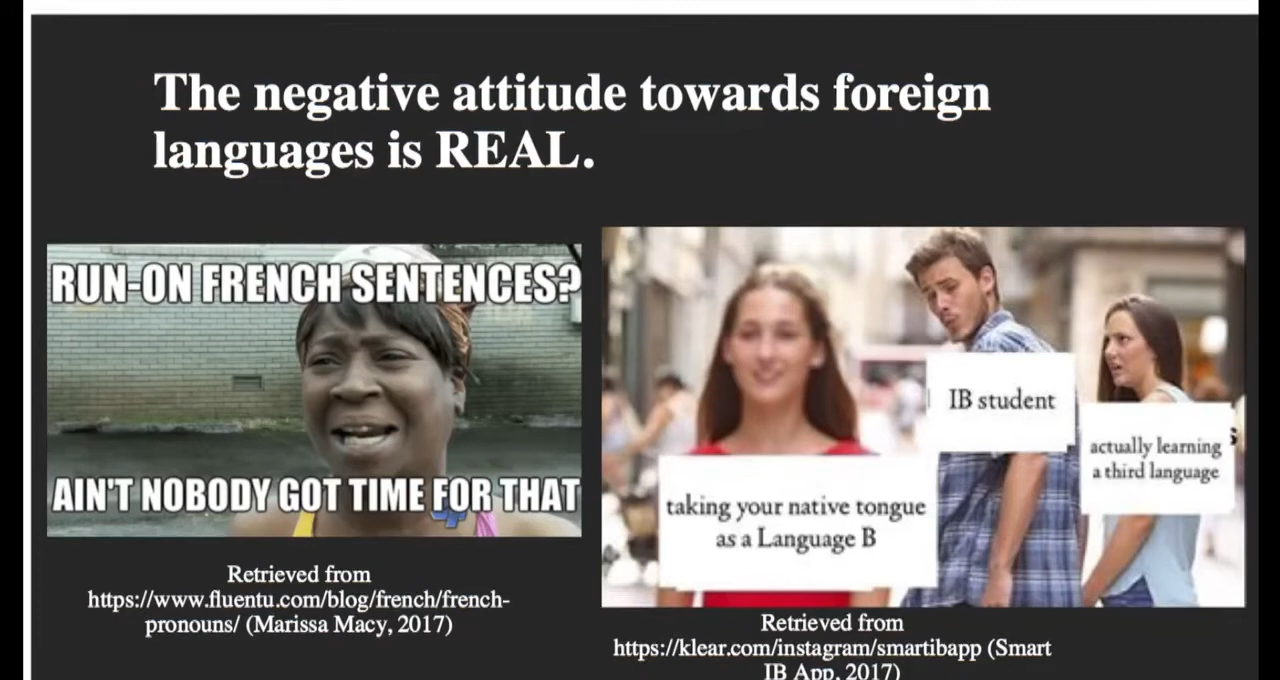 The negative attitude towards foreign
languages is REAL.
RUN-ON FRENCH SENTENCES?
AIN'T NOBODY GOT TIME FOR THAT
Retrieved from
https://www.fluentu.com/blog/french/french-
pronouns/ (Marissa Macy, 2017)
taking your native tongue
as a Language B
IB student
actually learning
a third language
Retrieved from
https://klear.com/instagram/smartibapp (Smart
IB App, 2017)